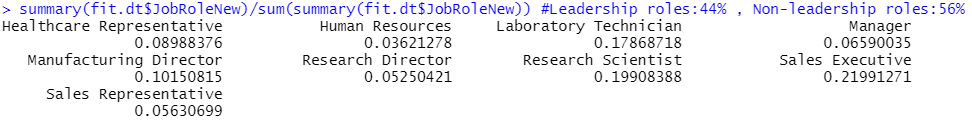 > summary(fit.dt$JobRoleNew)/sum(summary(fit.dt$JobRoleNew)) #Leadership roles:44% , Non-leadership roles:56%
Healthcare Representative Human Resources Laboratory Technician Manager
0.08988376 0.03621278 0.17868718 0.06590035
Manufacturing Director Research Director Research Scientist Sales Executive
0.10150815 0.05250421 0.19908388 0.21991271
Sales Representative
0.05630699